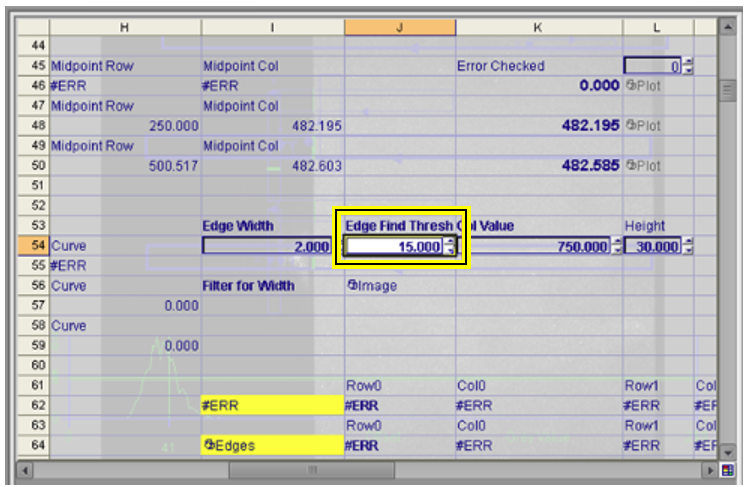 H I J K L
44
45 Midpoint Row Midpoint Col Error Checked 0
46 #ERR #ERR 0.000 Plot
47 Midpoint Row Midpoint Col
48 250.000 482.195 482.195 Plot
49 Midpoint Row Midpoint Col
50 500.517 482.603 482.585 Plot
51
52
53 Edge Width Edge Find Thresh Col Value Height
54 Curve 2.000 15.000 750.000 30.000
55 #ERR
56 Curve Filter for Width Image
57 0.000
58 Curve
59 0.000
60
61 Row0 Col0 Row1 Col
62 #ERR #ERR #ERR #ERR
63 Row0 Col0 Row1 Col
64 41 Edges #ERR #ERR #ERR